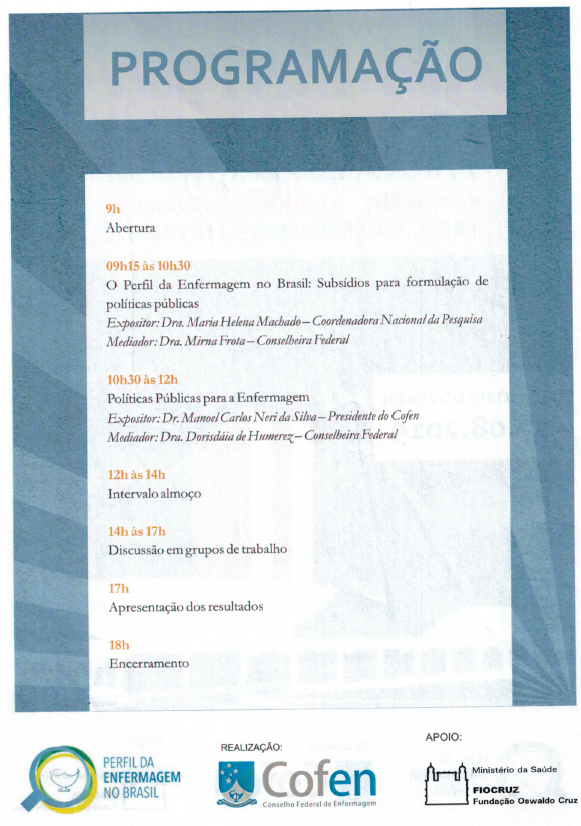 PROGRAMAÇÃO
9h
Abertura
09h15 às 10h30
O Perfil da Enfermagem no Brasil: Subsídios para formulação de
políticas públicas
Expositor: Dra. Maria Helena Machado – Coordenadora Nacional da Pesquisa
Mediador: Dra. Mirna Frota – Conselheira Federal
10h30 às 12h
Políticas Públicas para a Enfermagem
Expositor: Dr. Manoel Carlos Neri da Silva – Presidente do Cofen
Mediador: Dra. Dorisdáia de Humerez – Conselheira Federal
12h às 14h
Intervalo almoço
14h às 17h
Discussão em grupos de trabalho
17h
Apresentação dos resultados
18h
Encerramento
PERFIL DA
ENFERMAGEM
NO BRASIL
REALIZAÇÃO:
Cofen
Conselho Federal de Enfermagem
APOIO:
Ministério da Saúde
FIOCRUZ
Fundação Oswaldo Cruz